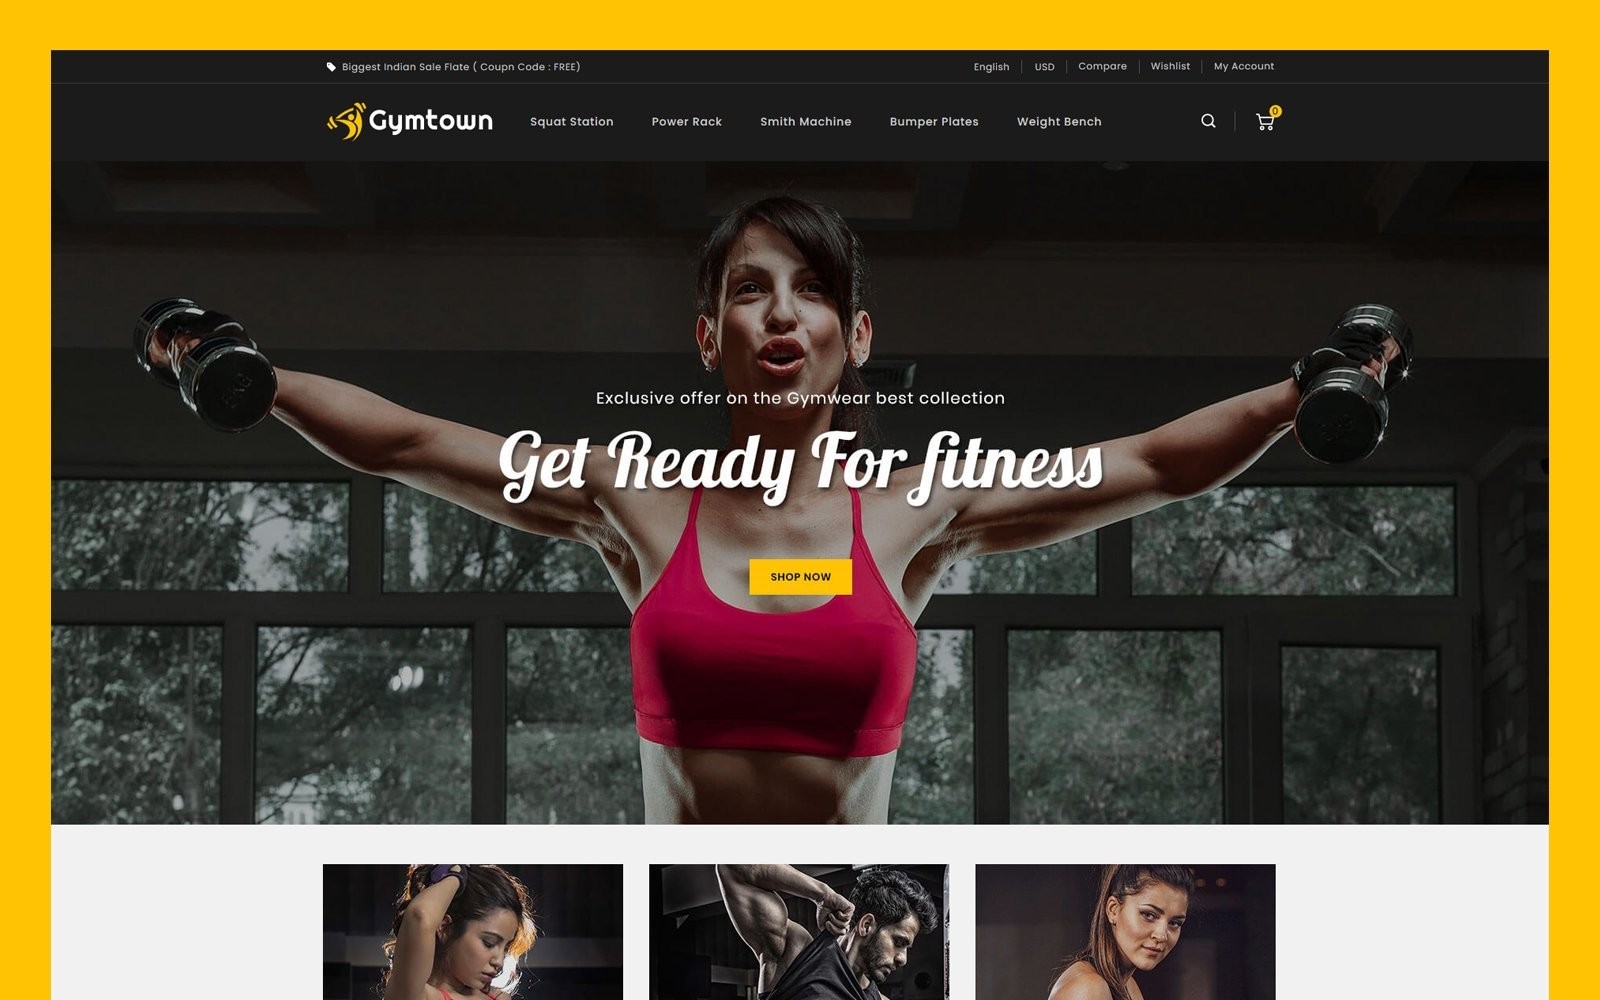 Biggest Indian Sale Flate ( Coupn Code : FREE)
English
USD
Compare
Wishlist
My Account
Gymtown
Squat Station
Power Rack
Smith Machine
Bumper Plates
Weight Bench
0
Exclusive offer on the Gymwear best collection
Get Ready For fitness
SHOP NOW